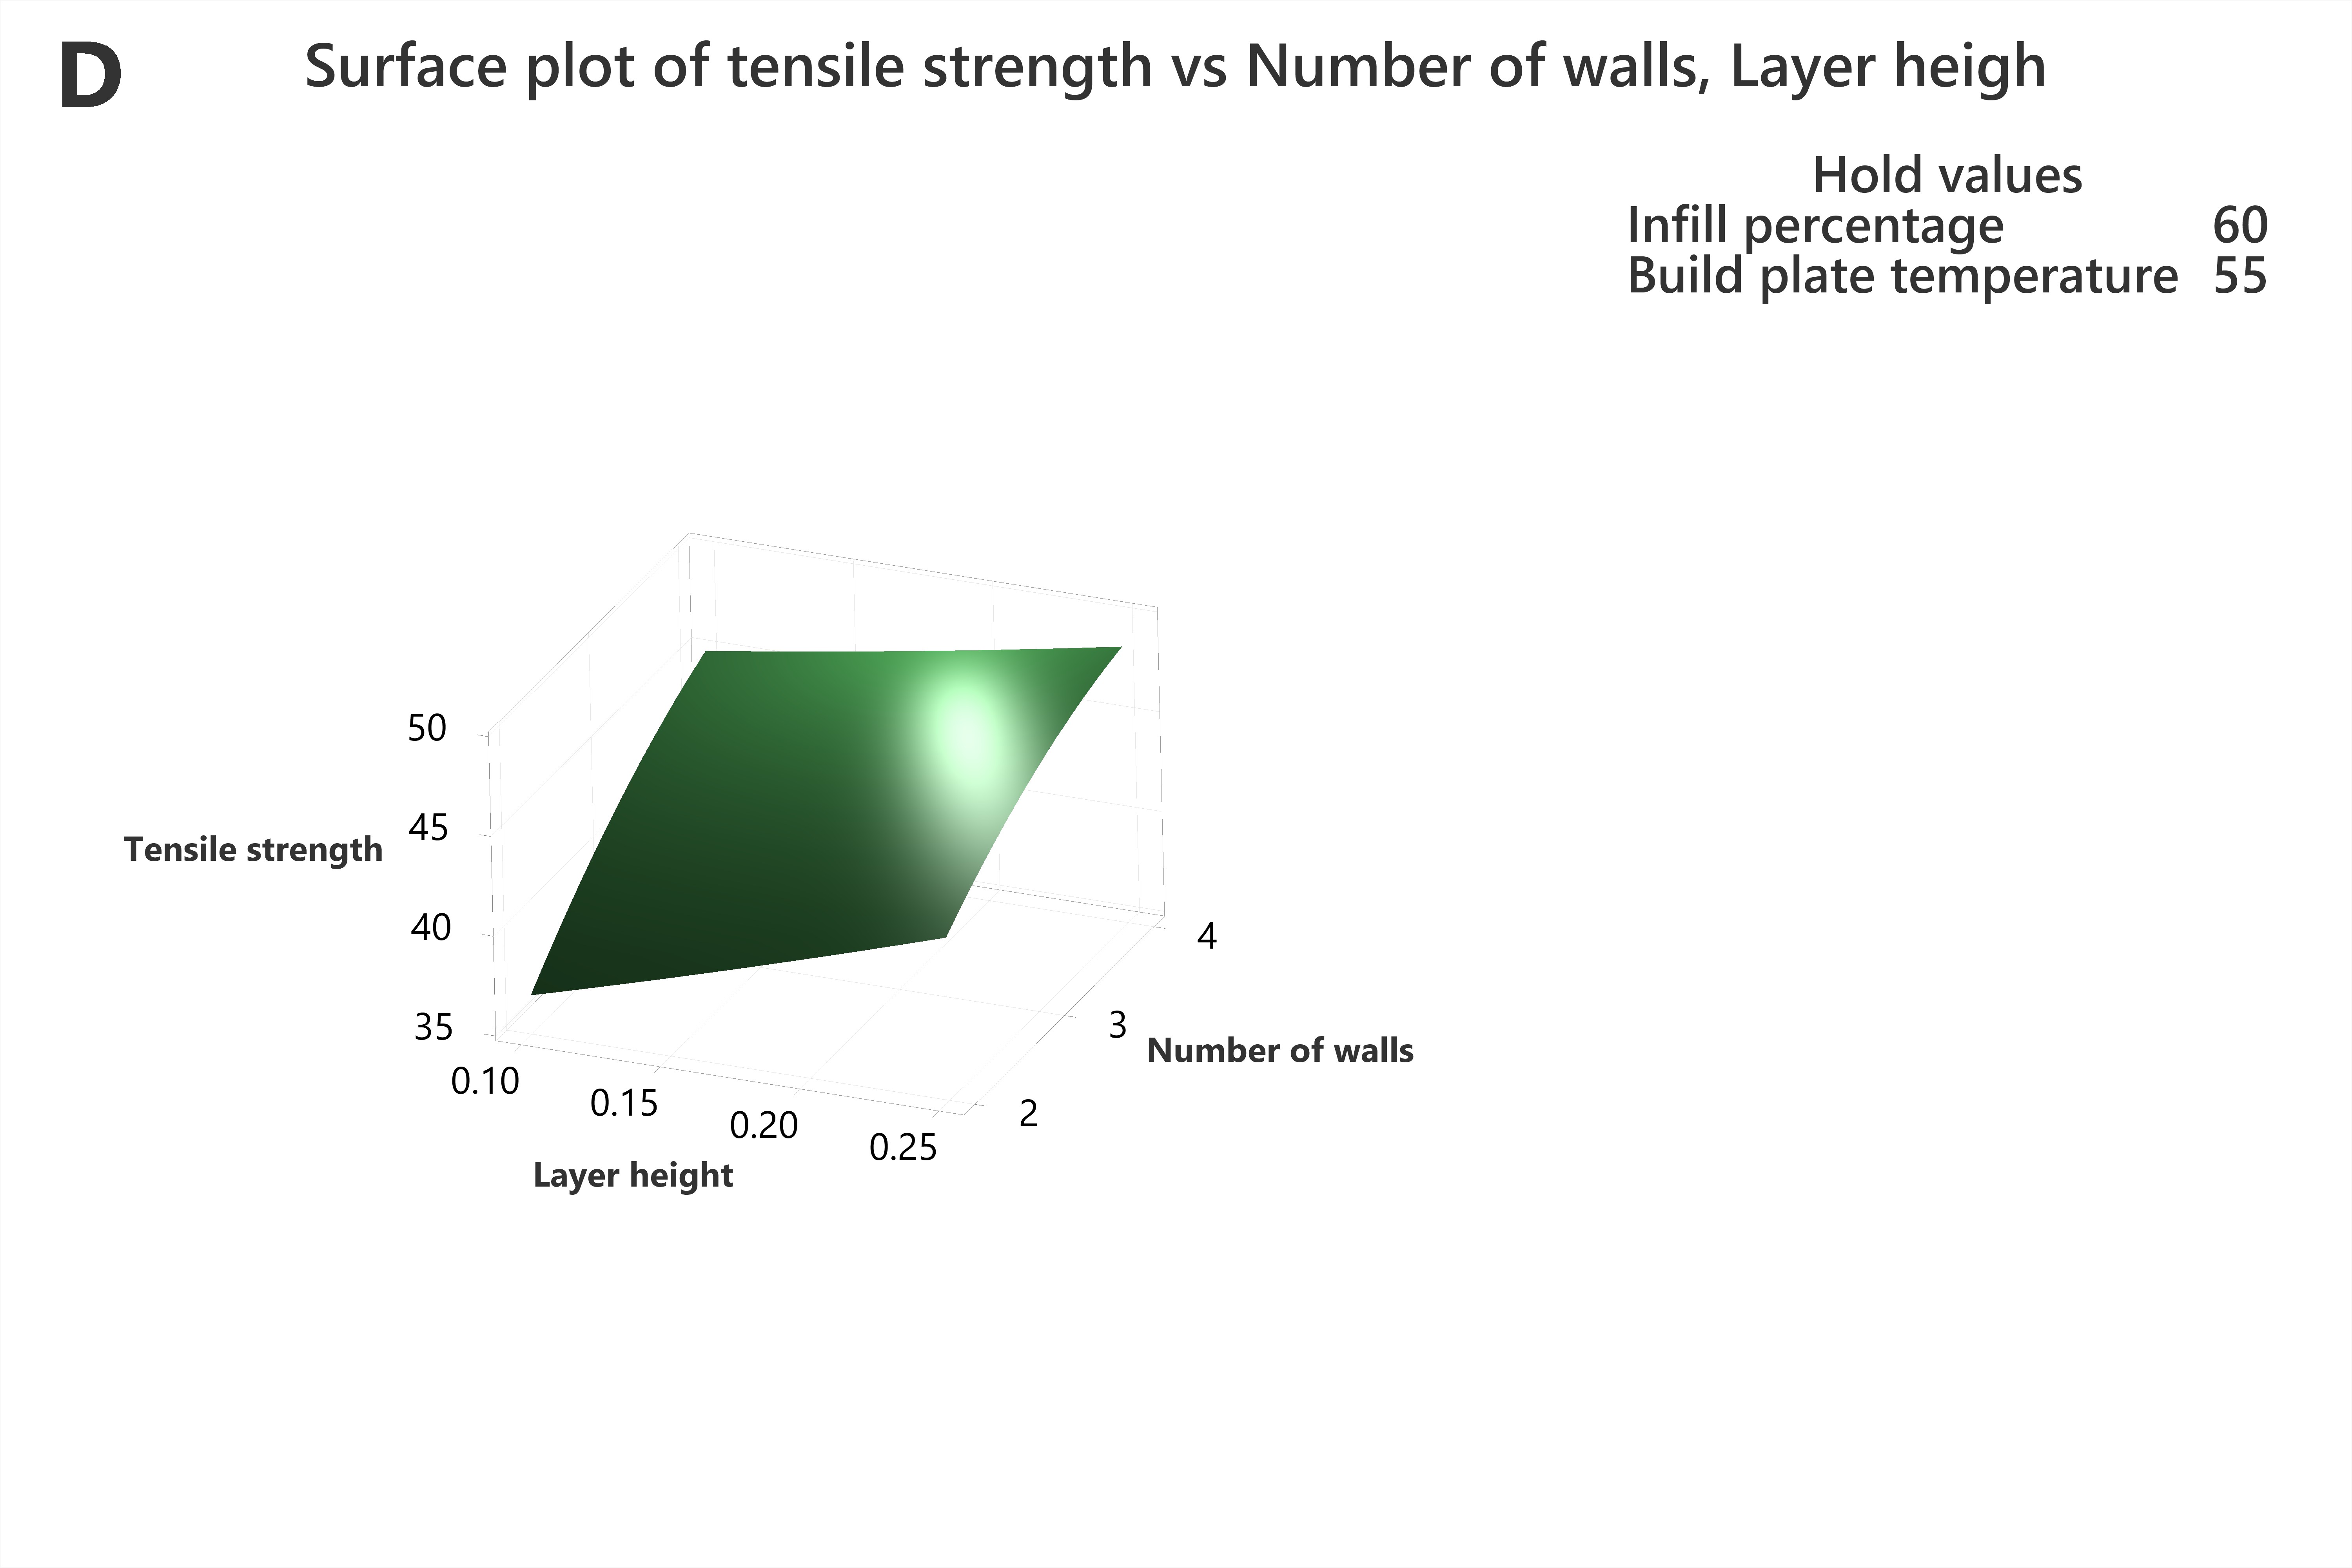 D
Surface plot of tensile strength vs Number of walls, Layer heigh
Hold values
Infill percentage 60
Build plate temperature 55
50
45
Tensile strength
40
35
4
3
Number of walls
2
0.10
0.15
0.20
0.25
Layer height